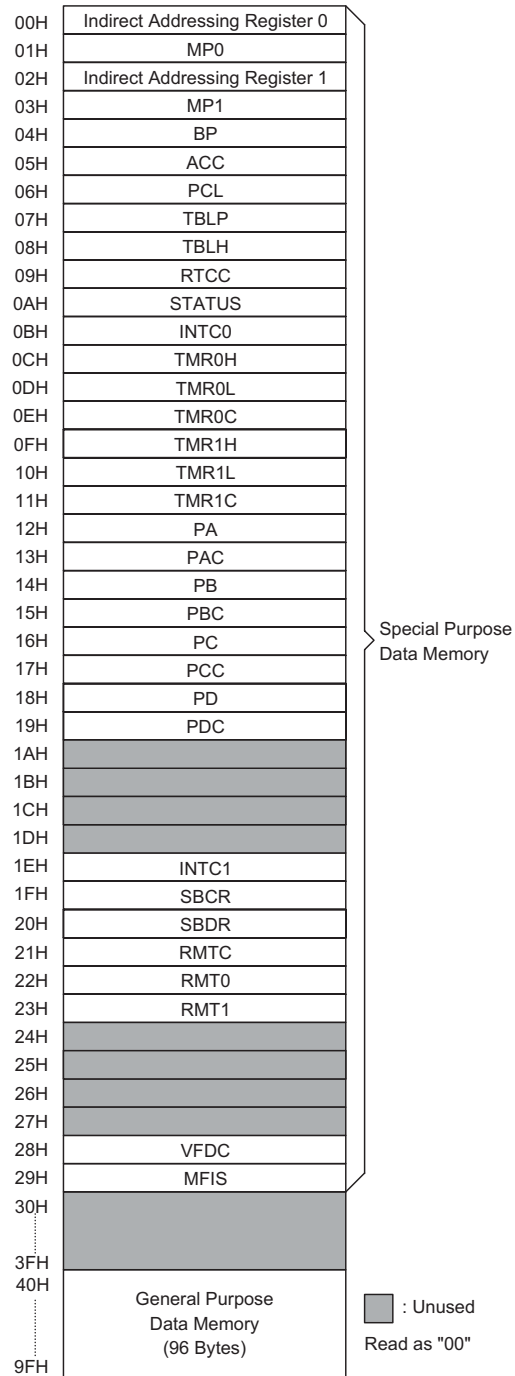 00H Indirect Addressing Register 0
01H MP0
02H Indirect Addressing Register 1
03H MP1
04H BP
05H ACC
06H PCL
07H TBLP
08H TBLH
09H RTCC
0AH STATUS
0BH INTC0
0CH TMR0H
0DH TMR0L
0EH TMR0C
0FH TMR1H
10H TMR1L
11H TMR1C
12H PA
13H PAC
14H PB
15H PBC
16H PC
17H PCC
18H PD
19H PDC
1AH
1BH
1CH
1DH
1EH INTC1
1FH SBCR
20H SBDR
21H RMTC
22H RMT0
23H RMT1
24H
25H
26H
27H
28H VFDC
29H MFIS
30H
3FH
40H
General Purpose
Data Memory
(96 Bytes)
9FH
Special Purpose
Data Memory
: Unused
Read as "00"